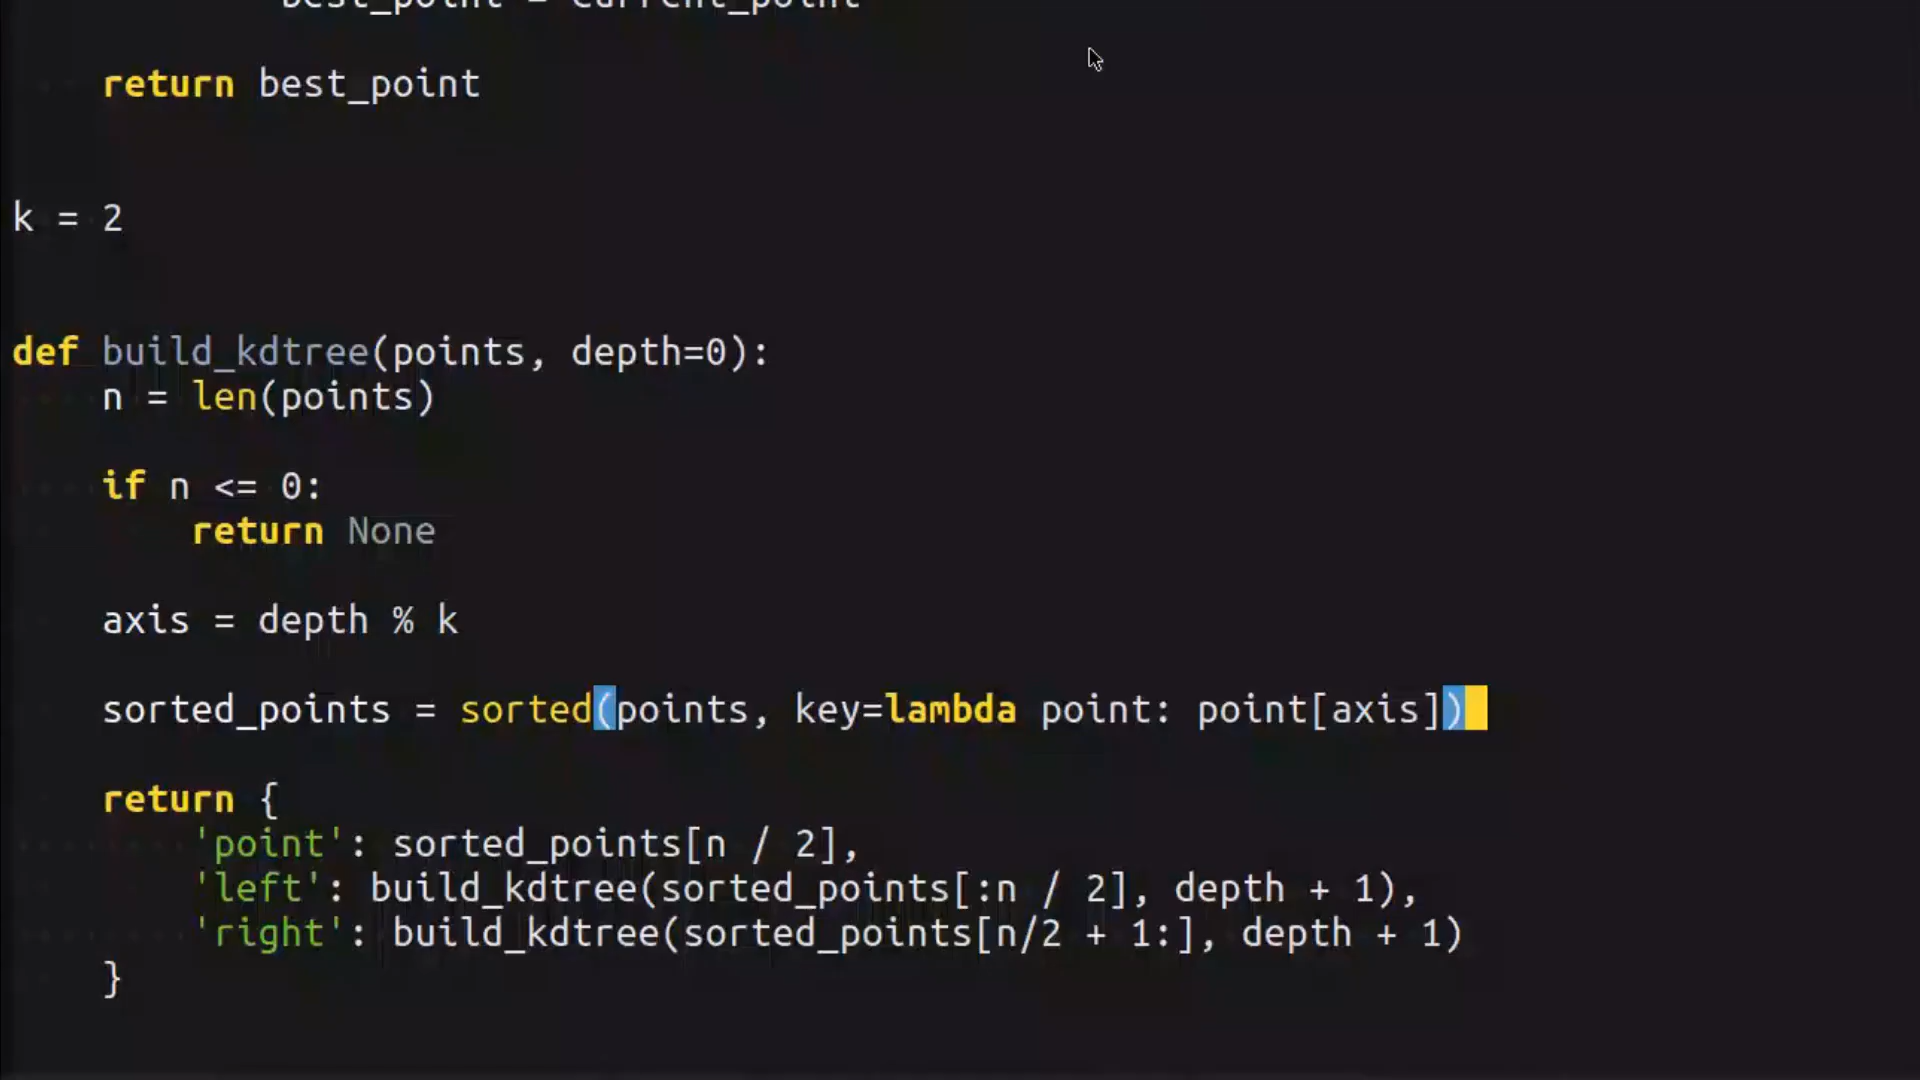 best_point = current_point
return best_point
k = 2
def build_kdtree(points, depth=0):
n = len(points)
if n <= 0:
return None
axis = depth % k
sorted_points = sorted(points, key=lambda point: point[axis])
return {
'point': sorted_points[n / 2],
'left': build_kdtree(sorted_points[:n / 2], depth + 1),
'right': build_kdtree(sorted_points[n/2 + 1:], depth + 1)
}